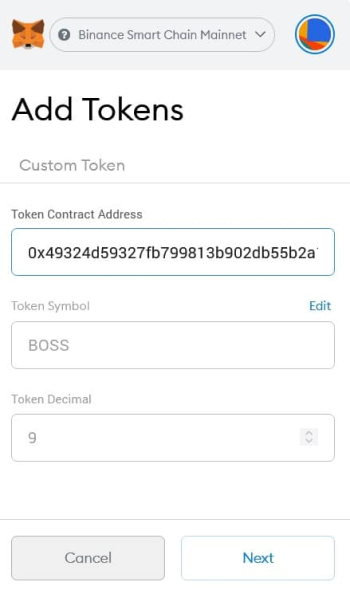 Binance Smart Chain Mainnet
Add Tokens
Custom Token
Token Contract Address
0x49324d59327fb799813b902db55b2a
Token Symbol Edit
BOSS
Token Decimal
9
Cancel Next